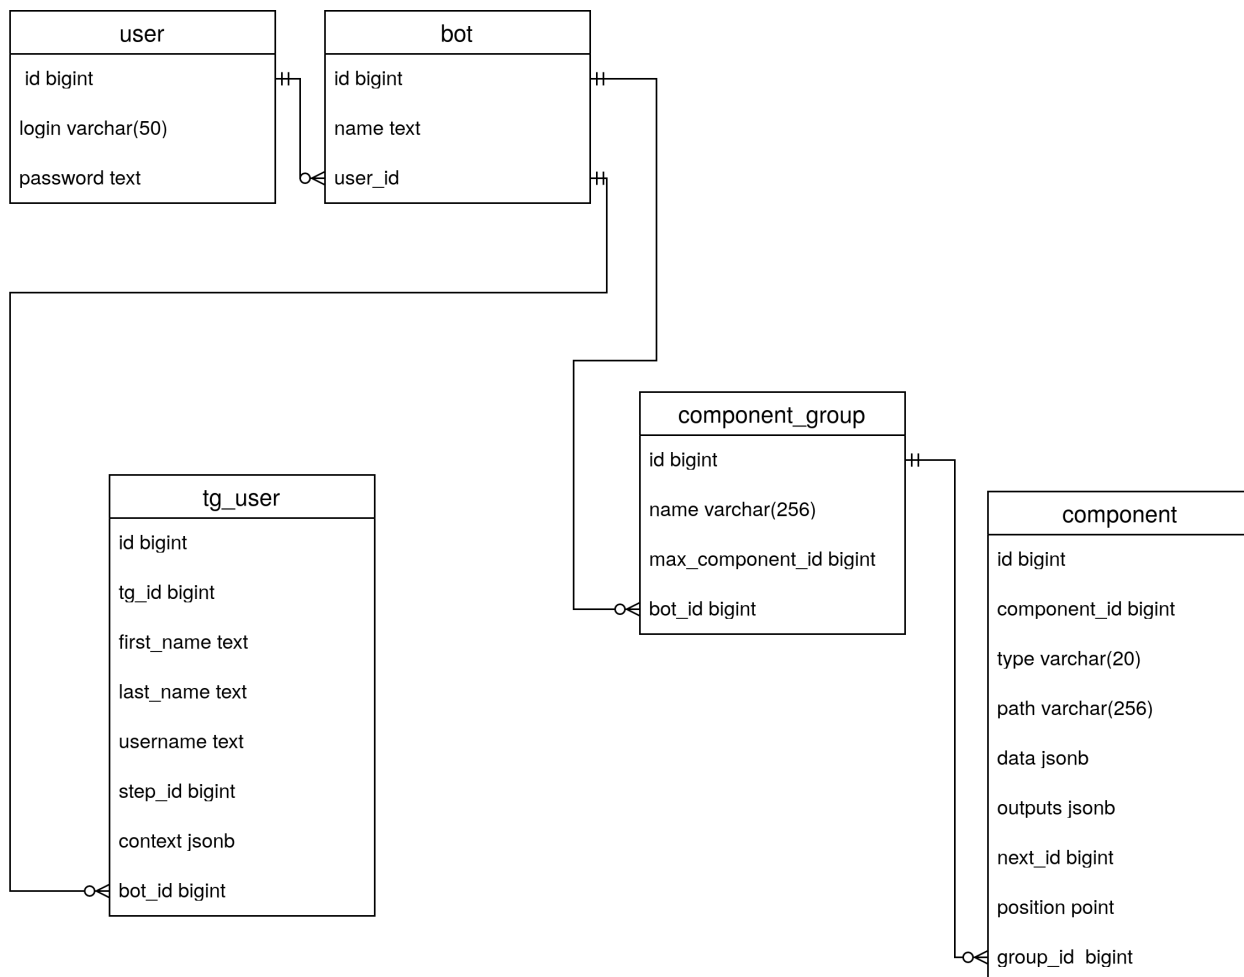 user
id bigint
login varchar(50)
password text
bot
id bigint
name text
user_id
component_group
id bigint
name varchar(256)
max_component_id bigint
bot_id bigint
tg_user
id bigint
tg_id bigint
first_name text
last_name text
username text
step_id bigint
context jsonb
bot_id bigint
component
id bigint
component_id bigint
type varchar(20)
path varchar(256)
data jsonb
outputs jsonb
next_id bigint
position point
group_id bigint